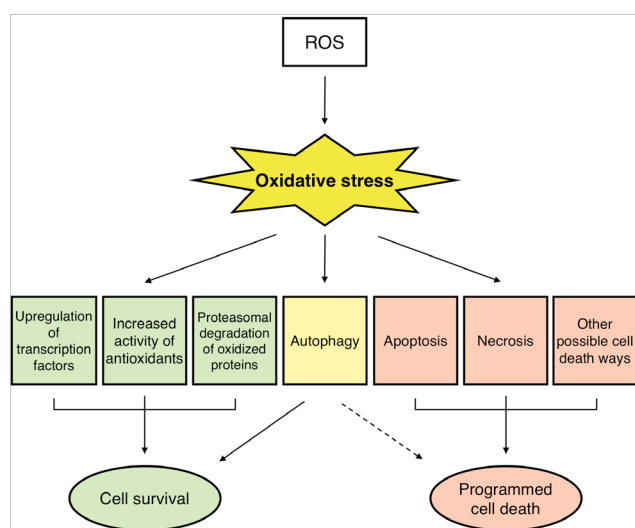 ROS
Oxidative stress
Upregulation
of
transcription
factors
Increased
activity of
antioxidants
Proteasomal
degradation
of oxidized
proteins
Autophagy
Apoptosis
Necrosis
Other
possible cell
death ways
Cell survival
Programmed
cell death